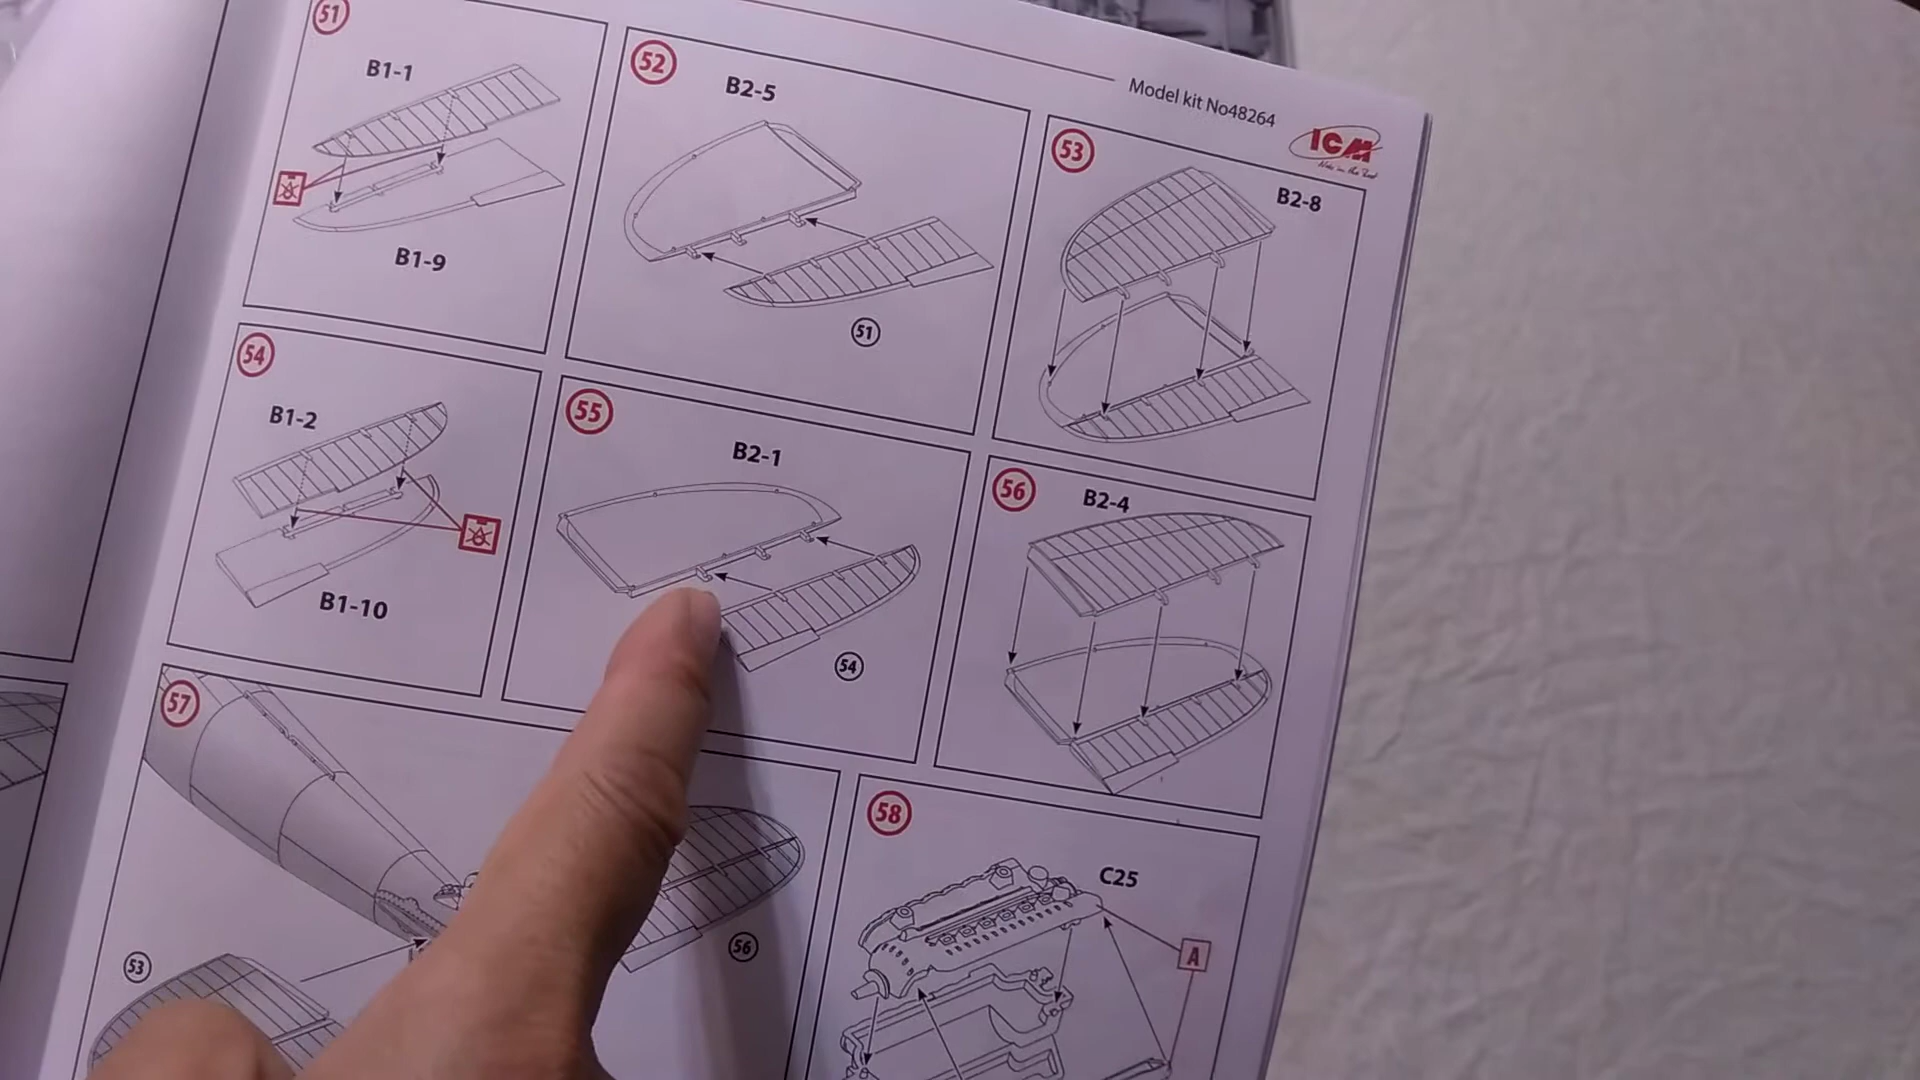 51
B1-1
B1-9
52
B2-5
51
Model kit No48264
ICM
53
B2-8
54
B1-2
B1-10
55
B2-1
54
56
B2-4
57
53
56
58
C25
A